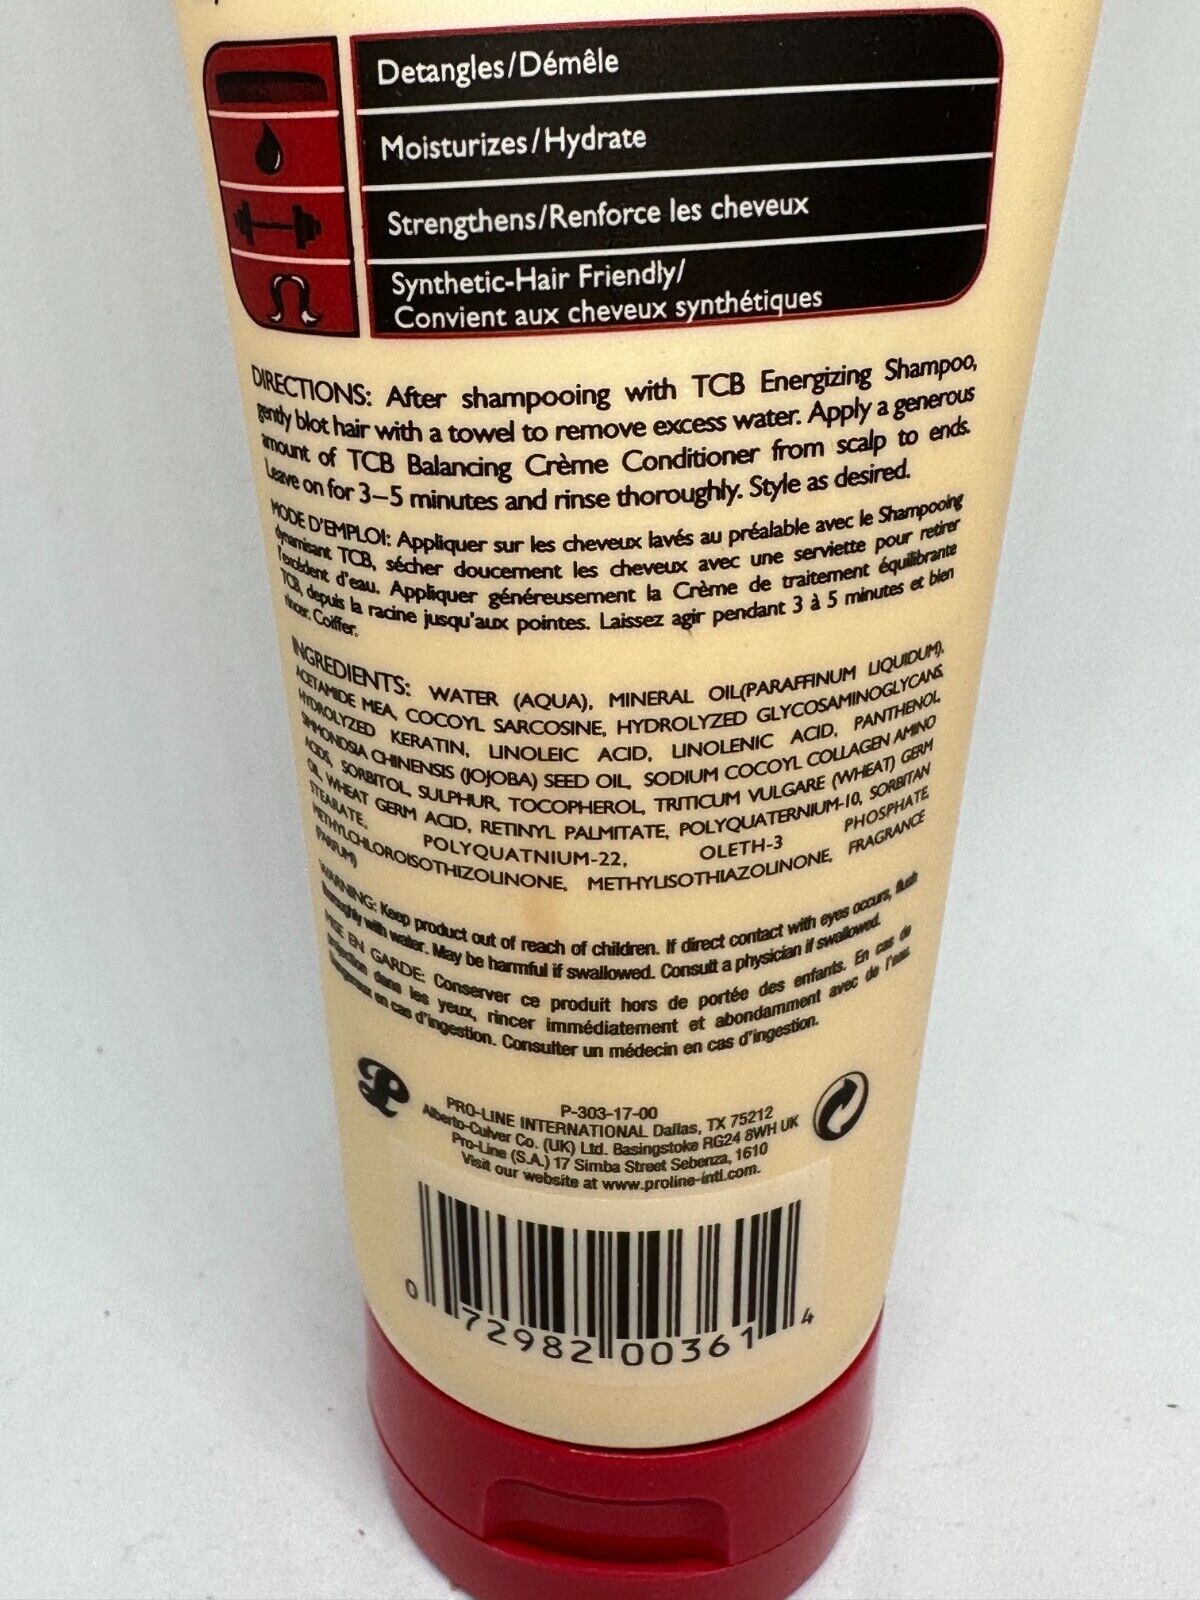 Detangles/Démêle
Moisturizes/Hydrate
Strengthens/Renforce les cheveux
Synthetic-Hair Friendly/
Convient aux cheveux synthétiques
DIRECTIONS: After shampooing with TCB Energizing Shampoo,
gently blot hair with a towel to remove excess water. Apply a generous
amount of TCB Balancing Crème Conditioner from scalp to ends.
Leave on for 3–5 minutes and rinse thoroughly. Style as desired.
MODE D'EMPLOI: Appliquer sur les cheveux lavés au préalable avec le Shampooing
dynamisant TCB, sécher doucement les cheveux avec une serviette pour retirer
l'excédent d'eau. Appliquer généreusement la Crème de traitement équilibrante
TCB, depuis la racine jusqu'aux pointes. Laissez agir pendant 3 à 5 minutes et bien
rincer. Coiffer.
INGREDIENTS: WATER (AQUA), MINERAL OIL(PARAFFINUM LIQUIDUM),
ACETAMIDE MEA, COCOYL SARCOSINE, HYDROLYZED GLYCOSAMINOGLYCANS,
HYDROLYZED KERATIN, LINOLEIC ACID, LINOLENIC ACID, PANTHENOL,
SIMMONDSIA CHINENSIS (JOJOBA) SEED OIL, SODIUM COCOYL COLLAGEN AMINO
ACIDS, SORBITOL, SULPHUR, TOCOPHEROL, TRITICUM VULGARE (WHEAT) GERM
OIL, WHEAT GERM ACID, RETINYL PALMITATE, POLYQUATERNIUM-10, SORBITAN
STEARATE, POLYQUATNIUM-22, OLETH-3 PHOSPHATE,
METHYLCHLOROISOTHIZOLINONE, METHYLISOTHIAZOLINONE, FRAGRANCE
(PARFUM)
WARNING: Keep product out of reach of children. If direct contact with eyes occurs, flush
thoroughly with water. May be harmful if swallowed. Consult a physician if swallowed.
MISE EN GARDE: Conserver ce produit hors de portée des enfants. En cas de
dans les yeux, rincer immédiatement et abondamment avec de l'eau.
en cas d'ingestion. Consulter un médecin en cas d'ingestion.
P-303-17-00
PRO-LINE INTERNATIONAL Dallas, TX 75212
Alberto-Culver Co. (UK) Ltd. Basingstoke RG24 8WH UK
Pro-Line (S.A.) 17 Simba Street Sebenza, 1610
Visit our website at www.proline-intl.com.
0 72982 00361 4